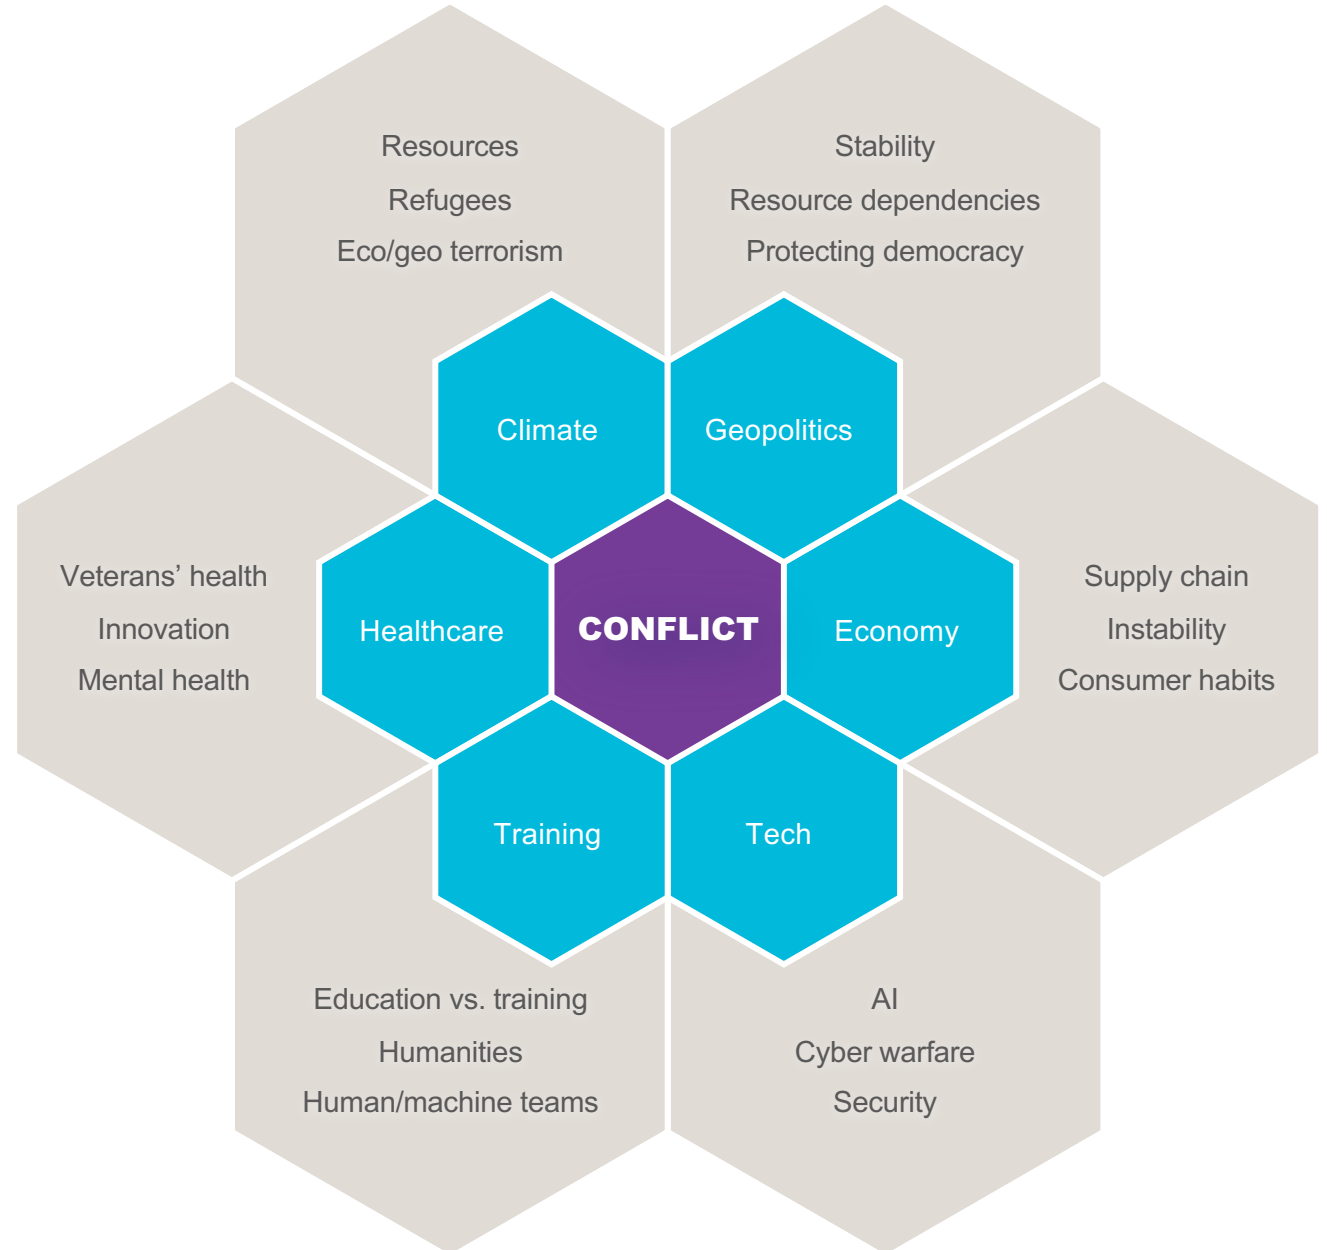 Resources
Refugees
Eco/geo terrorism
Stability
Resource dependencies
Protecting democracy
Climate
Geopolitics
Veterans’ health
Innovation
Mental health
Healthcare
CONFLICT
Economy
Supply chain
Instability
Consumer habits
Training
Tech
Education vs. training
Humanities
Human/machine teams
AI
Cyber warfare
Security